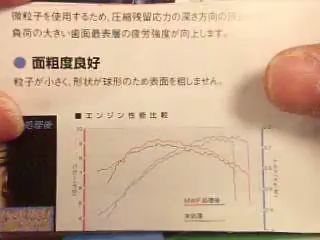 微粒子を使用するため、圧縮残留応力の深さ方向の
負荷の大きい歯面最表層の疲労強度が向上します。
● 面粗度良好
粒子が小さく、形状が球形のため表面を粗しません。
処理後
■エンジン性能比較
MWP 処理後
未処理